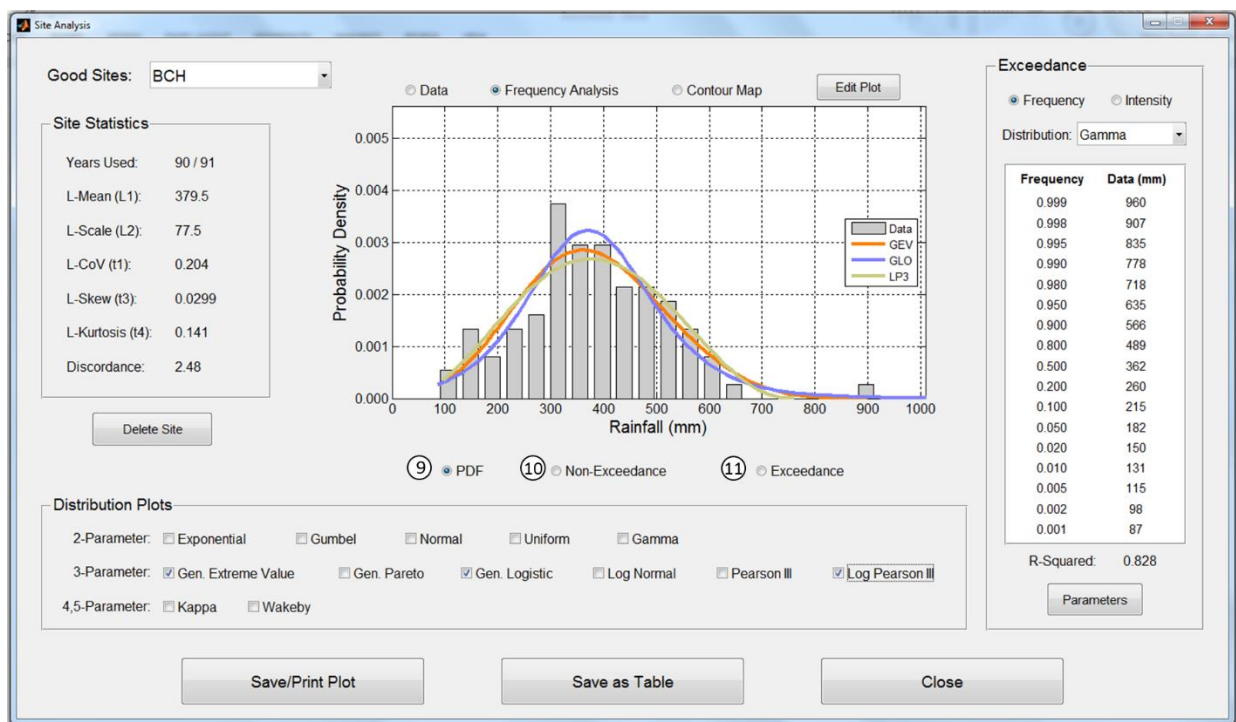 Site Analysis
Good Sites: BCH
Site Statistics
Years Used: 90 / 91
L-Mean (L1): 379.5
L-Scale (L2): 77.5
L-CoV (t1): 0.204
L-Skew (t3): 0.0299
L-Kurtosis (t4): 0.141
Discordance: 2.48
Delete Site
Data Frequency Analysis Contour Map Edit Plot
Probability Density
0.005
0.004
0.003
0.002
0.001
0.000
0 100 200 300 400 500 600 700 800 900 1000
Rainfall (mm)
Data
GEV
GLO
LP3
9 PDF 10 Non-Exceedance 11 Exceedance
Distribution Plots
2-Parameter: Exponential Gumbel Normal Uniform Gamma
3-Parameter: Gen. Extreme Value Gen. Pareto Gen. Logistic Log Normal Pearson III Log Pearson III
4,5-Parameter: Kappa Wakeby
Exceedance
Frequency Intensity
Distribution: Gamma
Frequency Data (mm)
0.999 960
0.998 907
0.995 835
0.990 778
0.980 718
0.950 635
0.900 566
0.800 489
0.500 362
0.200 260
0.100 215
0.050 182
0.020 150
0.010 131
0.005 115
0.002 98
0.001 87
R-Squared: 0.828
Parameters
Save/Print Plot Save as Table Close